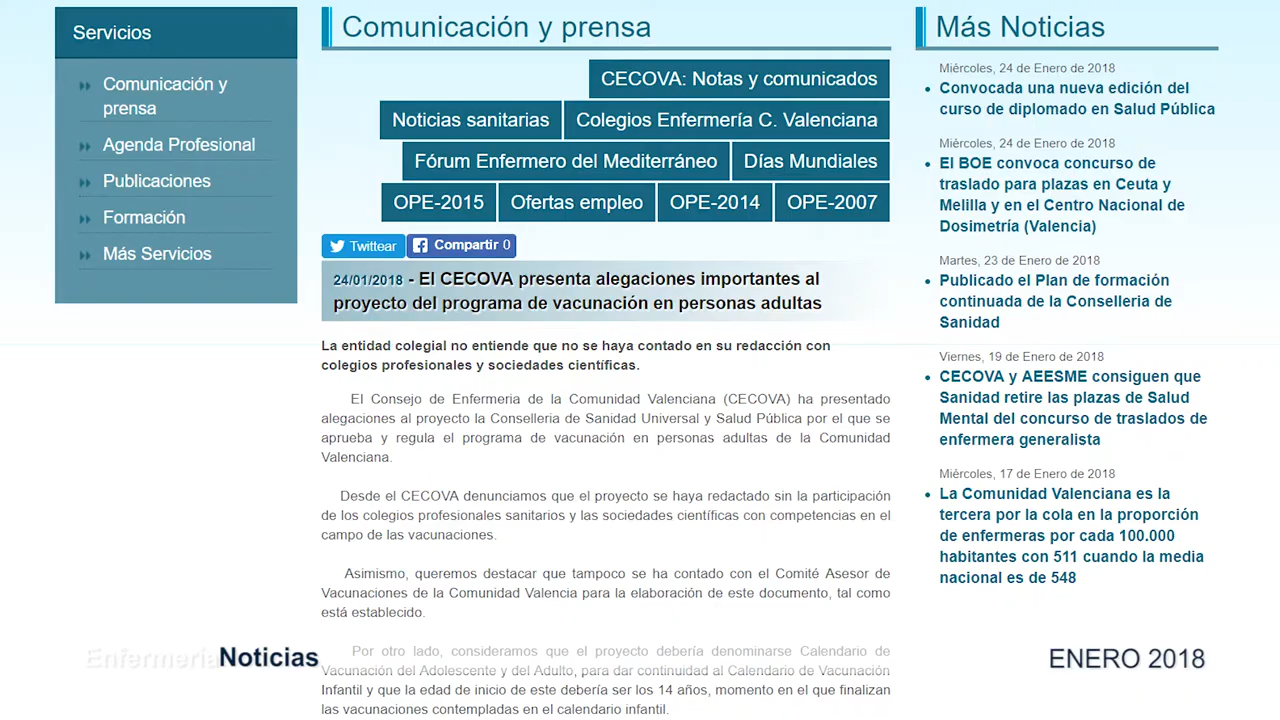 Servicios
Comunicación y
prensa
Agenda Profesional
Publicaciones
Formación
Más Servicios
Comunicación y prensa
CECOVA: Notas y comunicados
Noticias sanitarias
Colegios Enfermería C. Valenciana
Fórum Enfermero del Mediterráneo
Días Mundiales
OPE-2015
Ofertas empleo
OPE-2014
OPE-2007
Twittear
Compartir 0
24/01/2018 - El CECOVA presenta alegaciones importantes al
proyecto del programa de vacunación en personas adultas
La entidad colegial no entiende que no se haya contado en su redacción con
colegios profesionales y sociedades científicas.
El Consejo de Enfermeria de la Comunidad Valenciana (CECOVA) ha presentado
alegaciones al proyecto la Conselleria de Sanidad Universal y Salud Pública por el que se
aprueba y regula el programa de vacunación en personas adultas de la Comunidad
Valenciana.
Desde el CECOVA denunciamos que el proyecto se haya redactado sin la participación
de los colegios profesionales sanitarios y las sociedades científicas con competencias en el
campo de las vacunaciones.
Asimismo, queremos destacar que tampoco se ha contado con el Comité Asesor de
Vacunaciones de la Comunidad Valencia para la elaboración de este documento, tal como
está establecido.
Por otro lado, consideramos que el proyecto debería denominarse Calendario de
Vacunación del Adolescente y del Adulto, para dar continuidad al Calendario de Vacunación
Infantil y que la edad de inicio de este debería ser los 14 años, momento en el que finalizan
las vacunaciones contempladas en el calendario infantil.
Más Noticias
Miércoles, 24 de Enero de 2018
Convocada una nueva edición del
curso de diplomado en Salud Pública
Miércoles, 24 de Enero de 2018
El BOE convoca concurso de
traslado para plazas en Ceuta y
Melilla y en el Centro Nacional de
Dosimetría (Valencia)
Martes, 23 de Enero de 2018
Publicado el Plan de formación
continuada de la Conselleria de
Sanidad
Viernes, 19 de Enero de 2018
CECOVA y AEESME consiguen que
Sanidad retire las plazas de Salud
Mental del concurso de traslados de
enfermera generalista
Miércoles, 17 de Enero de 2018
La Comunidad Valenciana es la
tercera por la cola en la proporción
de enfermeras por cada 100.000
habitantes con 511 cuando la media
nacional es de 548
EnfermeríaNoticias
ENERO 2018